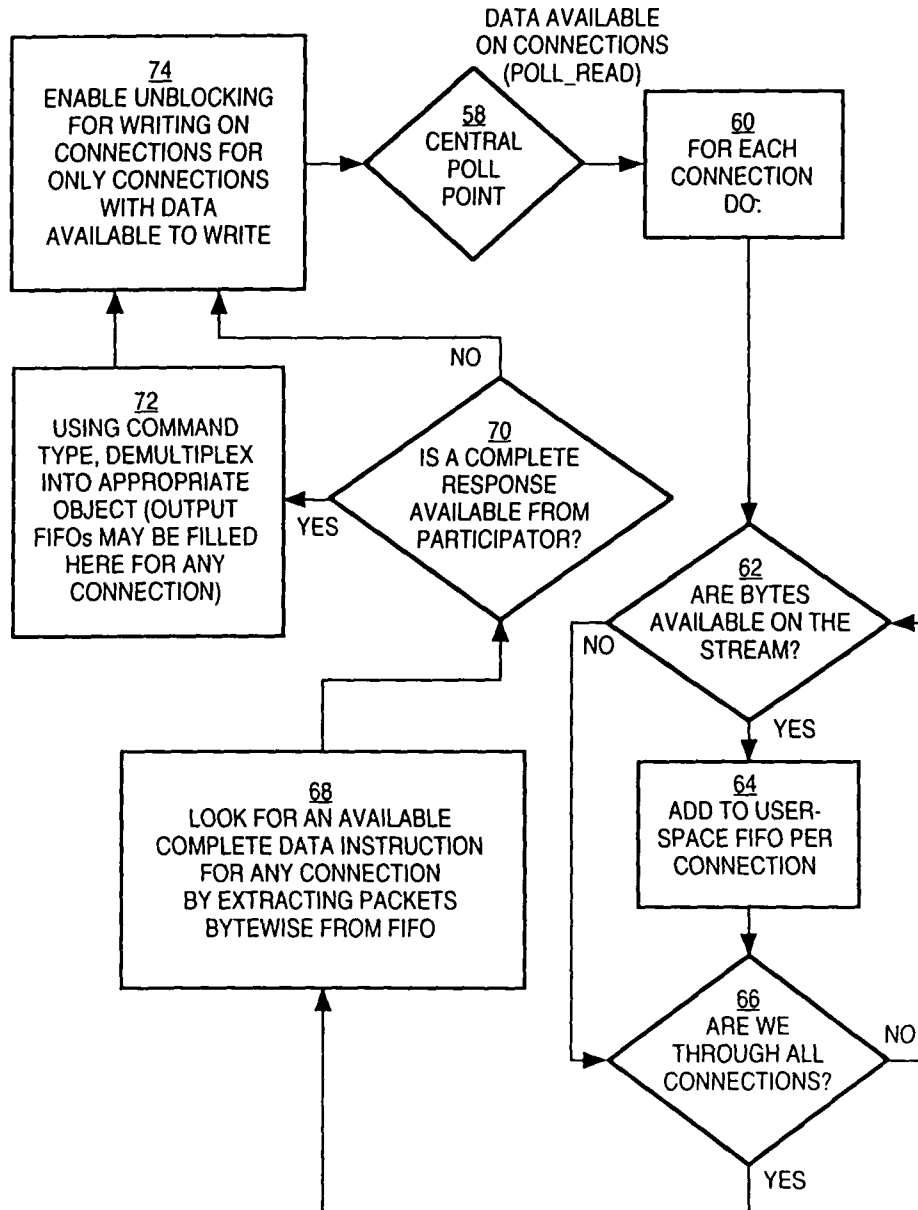 DATA AVAILABLE
ON CONNECTIONS
(POLL_READ)
74
ENABLE UNBLOCKING
FOR WRITING ON
CONNECTIONS FOR
ONLY CONNECTIONS
WITH DATA
AVAILABLE TO WRITE
58
CENTRAL
POLL
POINT
60
FOR EACH
CONNECTION
DO:
NO
72
USING COMMAND
TYPE, DEMULTIPLEX
INTO APPROPRIATE
OBJECT (OUTPUT
FIFOs MAY BE FILLED
HERE FOR ANY
CONNECTION)
YES
70
IS A COMPLETE
RESPONSE
AVAILABLE FROM
PARTICIPATOR?
62
ARE BYTES
AVAILABLE ON THE
STREAM?
NO
YES
64
ADD TO USER-
SPACE FIFO PER
CONNECTION
68
LOOK FOR AN AVAILABLE
COMPLETE DATA INSTRUCTION
FOR ANY CONNECTION
BY EXTRACTING PACKETS
BYTEWISE FROM FIFO
66
ARE WE
THROUGH ALL
CONNECTIONS?
NO
YES